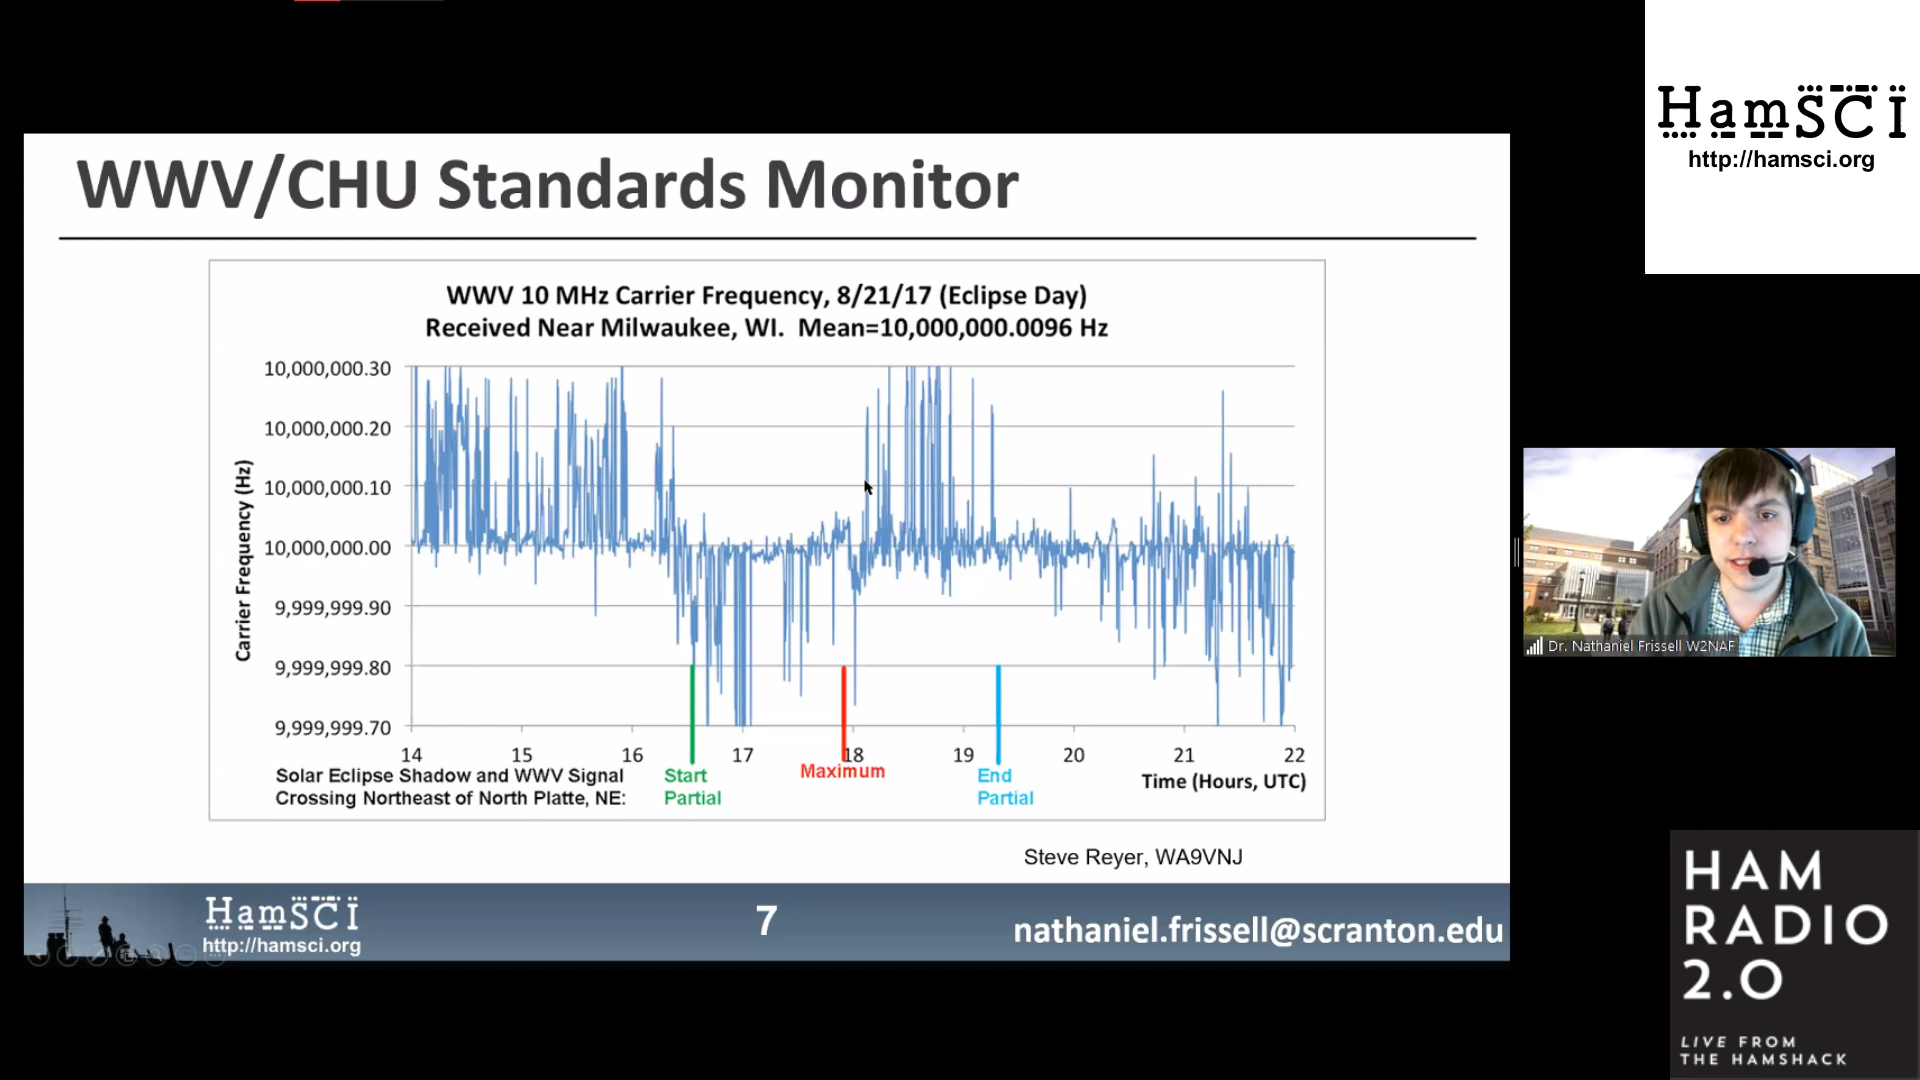 HamSCI
http://hamsci.org
WWV/CHU Standards Monitor
WWV 10 MHz Carrier Frequency, 8/21/17 (Eclipse Day)
Received Near Milwaukee, WI. Mean=10,000,000.0096 Hz
Carrier Frequency (Hz)
10,000,000.30
10,000,000.20
10,000,000.10
10,000,000.00
9,999,999.90
9,999,999.80
9,999,999.70
14 15 16 17 18 19 20 21 22
Solar Eclipse Shadow and WWV Signal
Crossing Northeast of North Platte, NE:
Start
Partial
Maximum
End
Partial
Time (Hours, UTC)
Steve Reyer, WA9VNJ
HamSCI
http://hamsci.org
7
nathaniel.frissell@scranton.edu
Dr. Nathaniel Frissell W2NAF
HAM
RADIO
2.0
LIVE FROM
THE HAMSHACK